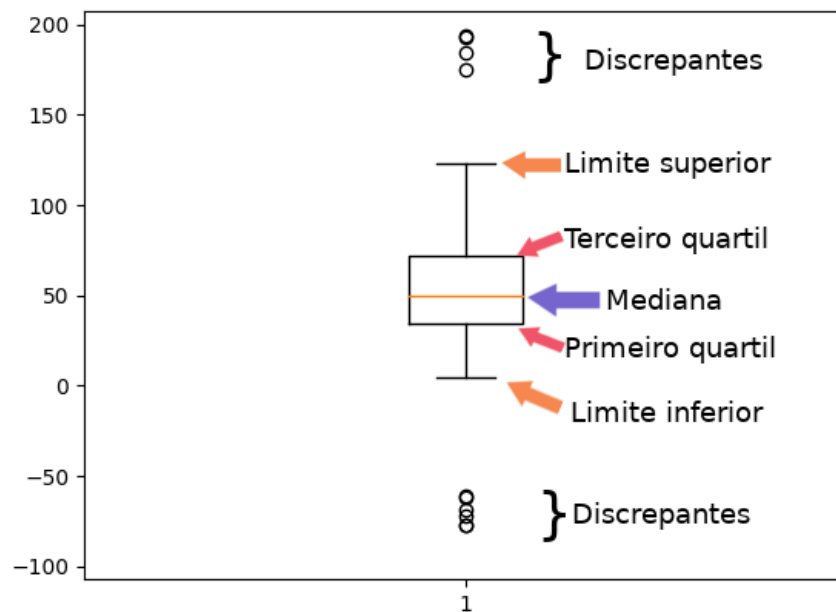 200
Discrepantes
150
Limite superior
100
Terceiro quartil
50
Mediana
Primeiro quartil
0
Limite inferior
−50
Discrepantes
−100
1